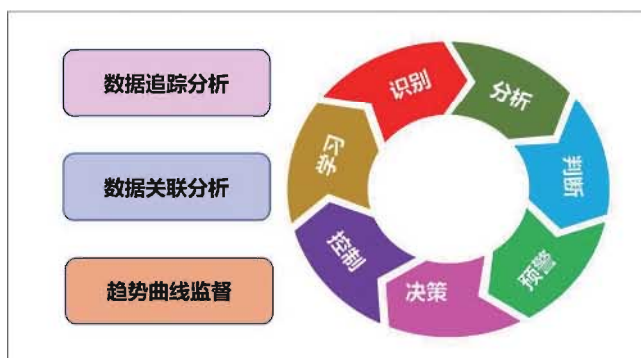 数据追踪分析
数据关联分析
趋势曲线监督
识别
分析
判断
预警
决策
控制
学习